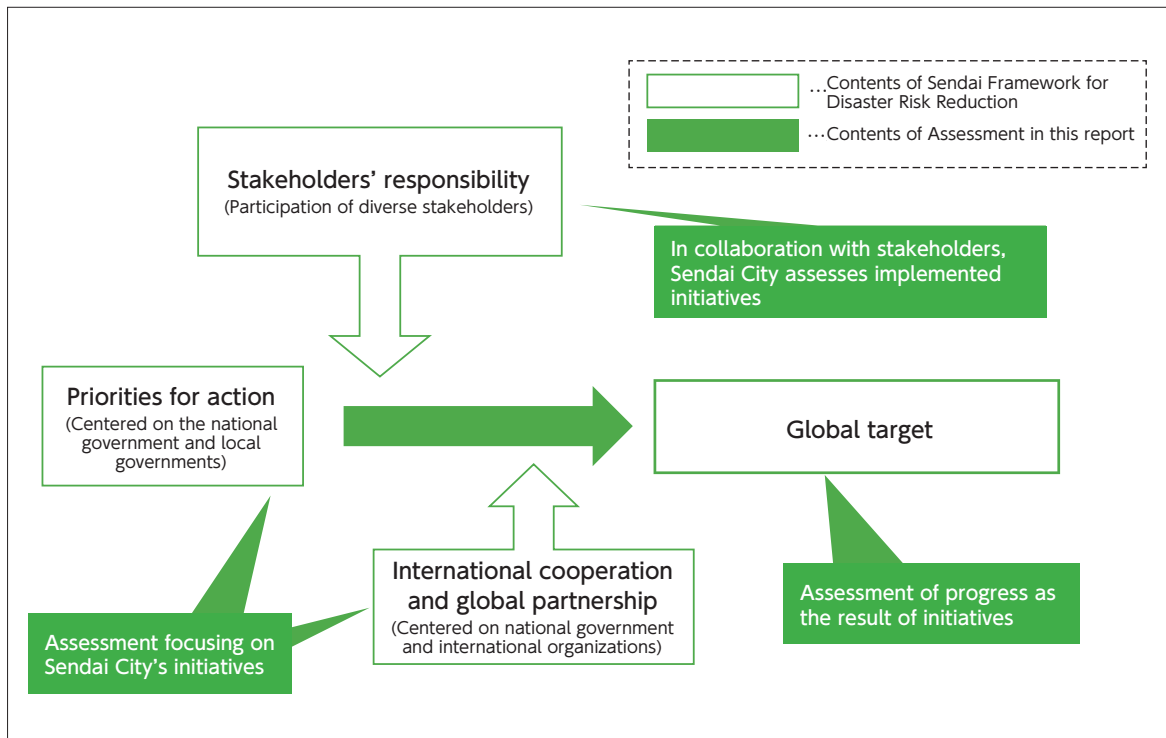 …Contents of Sendai Framework for
Disaster Risk Reduction
…Contents of Assessment in this report
Stakeholders’ responsibility
(Participation of diverse stakeholders)
In collaboration with stakeholders,
Sendai City assesses implemented
initiatives
Priorities for action
(Centered on the national
government and local
governments)
Global target
International cooperation
and global partnership
(Centered on national government
and international organizations)
Assessment focusing on
Sendai City’s initiatives
Assessment of progress as
the result of initiatives